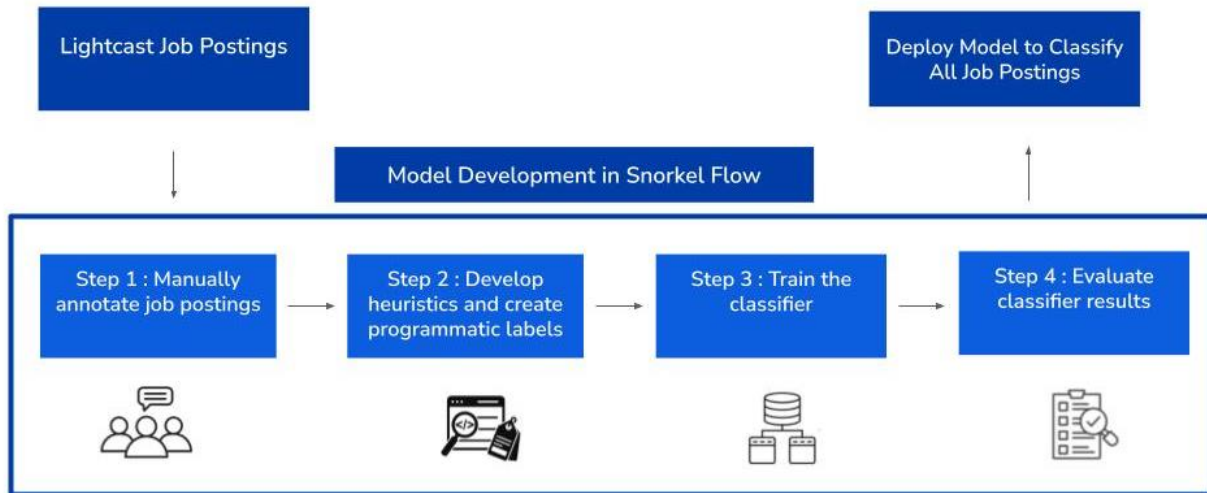 Lightcast Job Postings
Deploy Model to Classify
All Job Postings
Model Development in Snorkel Flow
Step 1 : Manually
annotate job postings
Step 2 : Develop
heuristics and create
programmatic labels
Step 3 : Train the
classifier
Step 4 : Evaluate
classifier results
</>